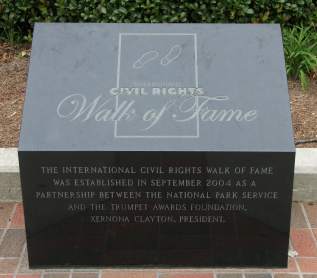 INTERNATIONAL
CIVIL RIGHTS
Walk of Fame
THE INTERNATIONAL CIVIL RIGHTS WALK OF FAME
WAS ESTABLISHED IN SEPTEMBER 2004 AS A
PARTNERSHIP BETWEEN THE NATIONAL PARK SERVICE
AND THE TRUMPET AWARDS FOUNDATION,
XERNONA CLAYTON, PRESIDENT.